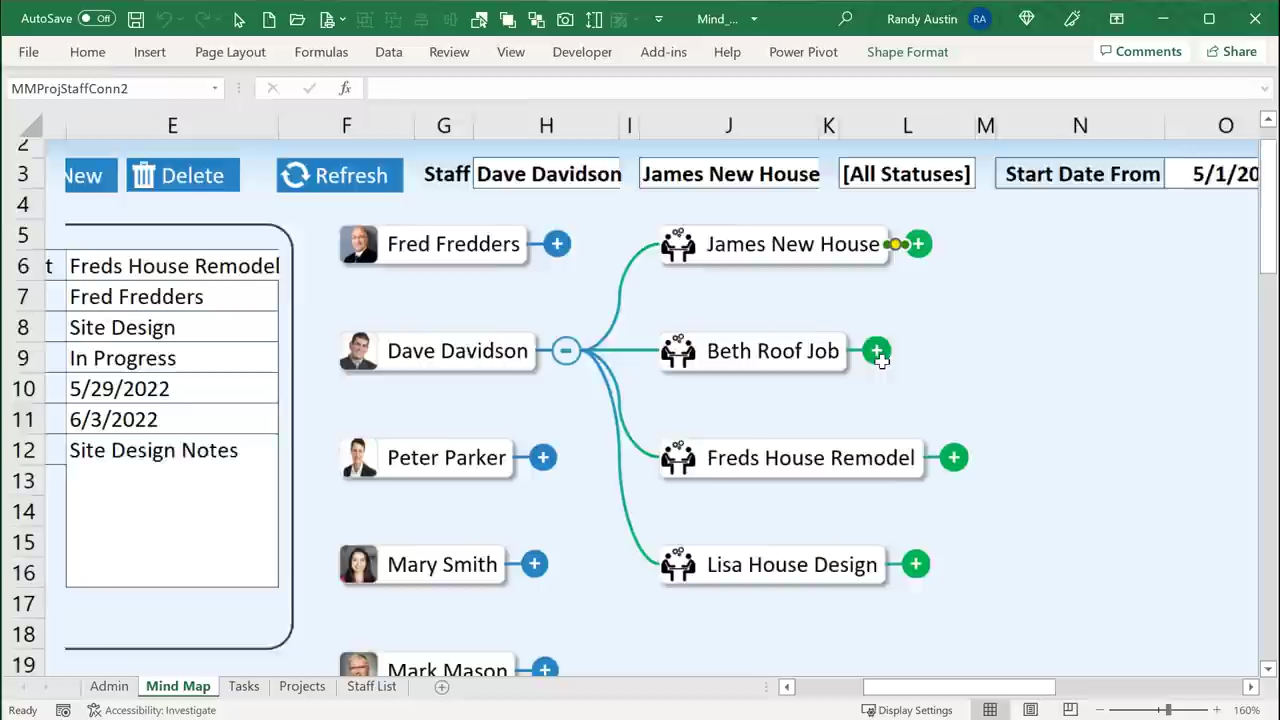 AutoSave Off Mind_... Randy Austin RA
File Home Insert Page Layout Formulas Data Review View Developer Add-ins Help Power Pivot Shape Format Comments Share
MMProjStaffConn2 fx
E F G H I J K L M N O
2
3 New Delete Refresh Staff Dave Davidson James New House [All Statuses] Start Date From 5/1/20
4
5 Fred Fredders + James New House +
6 t Freds House Remodel
7 Fred Fredders
8 Site Design Dave Davidson - Beth Roof Job +
9 In Progress
10 5/29/2022
11 6/3/2022
12 Site Design Notes Peter Parker + Freds House Remodel +
13
14
15
16 Mary Smith + Lisa House Design +
17
18
19 Mark Mason +
Admin Mind Map Tasks Projects Staff List
Ready Accessibility: Investigate Display Settings 160%